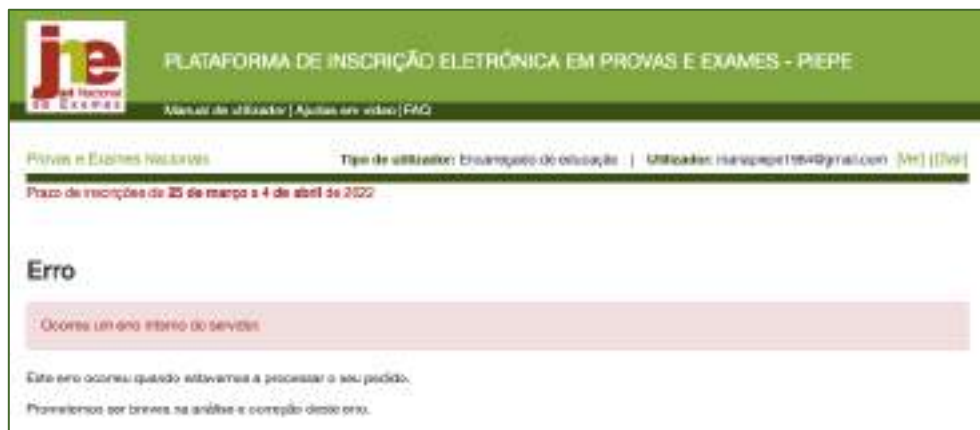 jne
Júri Nacional
de Exames
PLATAFORMA DE INSCRIÇÃO ELETRÓNICA EM PROVAS E EXAMES - PIEPE
Manual de utilizador | Ajudas em vídeo | FAQ
Provas e Exames Nacionais
Tipo de utilizador: Encarregado de educação | Utilizador: [Ver] | [Sair]
Prazo de inscrições de 25 de março a 4 de abril de 2022
Erro
Ocorreu um erro interno do servidor.
Este erro ocorreu quando estávamos a processar o seu pedido.
Prometemos ser breves na análise e correção deste erro.